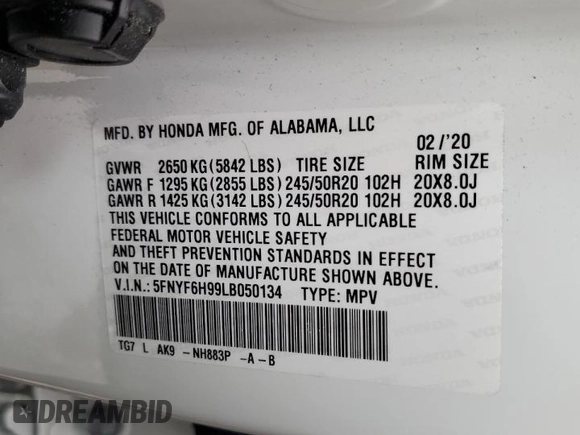 MFD. BY HONDA MFG. OF ALABAMA, LLC 02/'20
GVWR 2650 KG (5842 LBS) TIRE SIZE RIM SIZE
GAWR F 1295 KG (2855 LBS) 245/50R20 102H 20X8.0J
GAWR R 1425 KG (3142 LBS) 245/50R20 102H 20X8.0J
THIS VEHICLE CONFORMS TO ALL APPLICABLE
FEDERAL MOTOR VEHICLE SAFETY
AND THEFT PREVENTION STANDARDS IN EFFECT
ON THE DATE OF MANUFACTURE SHOWN ABOVE.
V.I.N.: 5FNYF6H99LB050134 TYPE: MPV
TG7 L AK9 - NH883P -A-B
DREAMBID